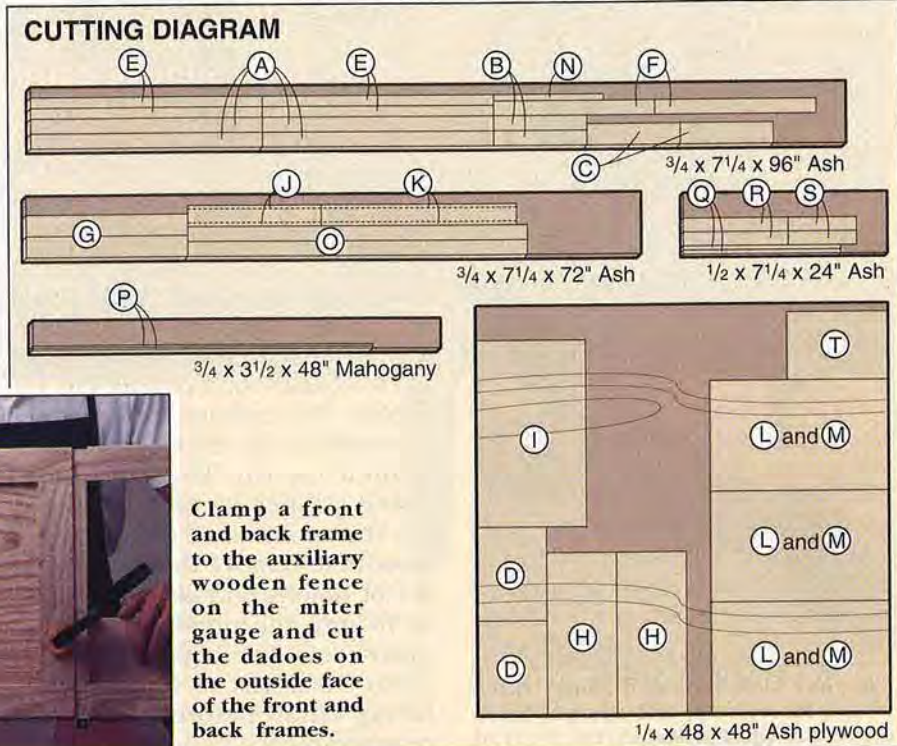 CUTTING DIAGRAM
E A E B N F
C
3/4 x 7 1/4 x 96" Ash
J K
G O
3/4 x 7 1/4 x 72" Ash
Q R S
1/2 x 7 1/4 x 24" Ash
P
3/4 x 3 1/2 x 48" Mahogany
T
I
L and M
L and M
D
H H
D
L and M
1/4 x 48 x 48" Ash plywood
Clamp a front
and back frame
to the auxiliary
wooden fence
on the miter
gauge and cut
the dadoes on
the outside face
of the front and
back frames.